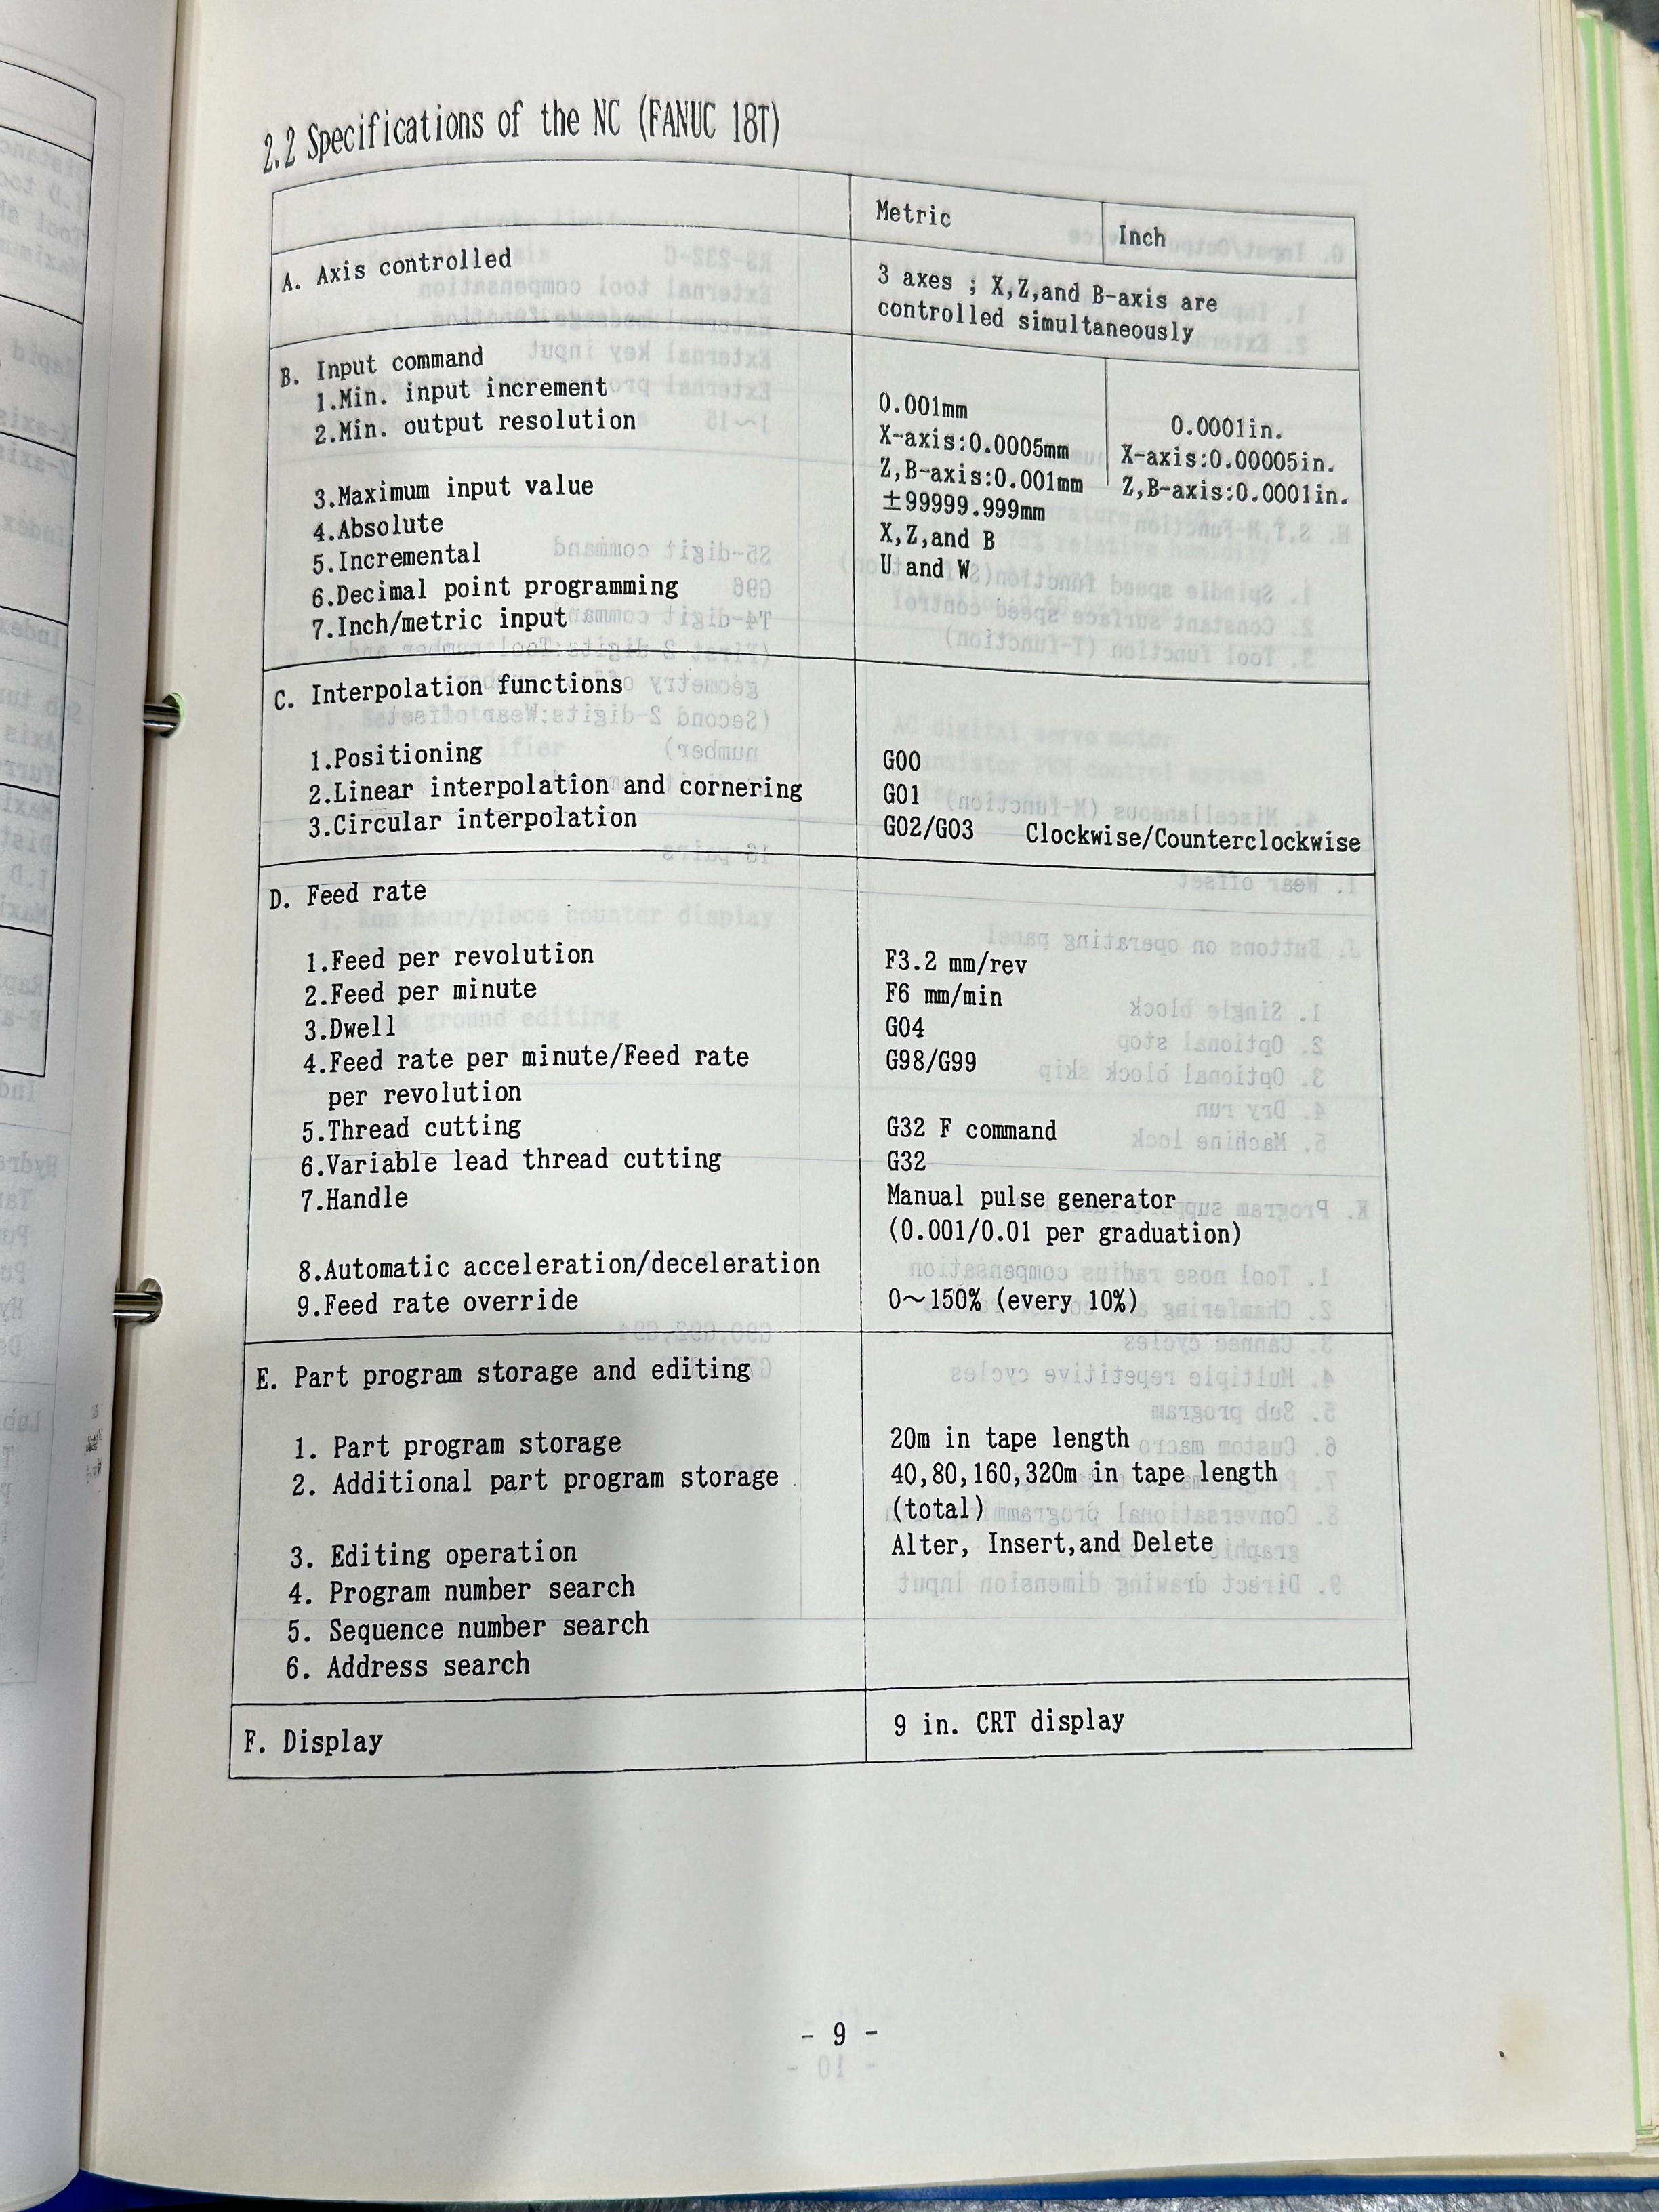 2.2 Specifications of the NC (FANUC 18T)
Metric
Inch
A. Axis controlled
3 axes ; X,Z,and B-axis are
controlled simultaneously
B. Input command
1.Min. input increment
0.001mm
0.0001in.
2.Min. output resolution
X-axis:0.0005mm
X-axis:0.00005in.
Z,B-axis:0.001mm
Z,B-axis:0.0001in.
3.Maximum input value
±99999.999mm
4.Absolute
X,Z,and B
5.Incremental
U and W
6.Decimal point programming
7.Inch/metric input
C. Interpolation functions
1.Positioning
G00
2.Linear interpolation and cornering
G01
3.Circular interpolation
G02/G03 Clockwise/Counterclockwise
D. Feed rate
1.Feed per revolution
F3.2 mm/rev
2.Feed per minute
F6 mm/min
3.Dwell
G04
4.Feed rate per minute/Feed rate
per revolution
G98/G99
5.Thread cutting
G32 F command
6.Variable lead thread cutting
G32
7.Handle
Manual pulse generator
(0.001/0.01 per graduation)
8.Automatic acceleration/deceleration
9.Feed rate override
0～150% (every 10%)
E. Part program storage and editing
1. Part program storage
20m in tape length
2. Additional part program storage
40,80,160,320m in tape length
(total)
3. Editing operation
Alter, Insert,and Delete
4. Program number search
5. Sequence number search
6. Address search
F. Display
9 in. CRT display
- 9 -